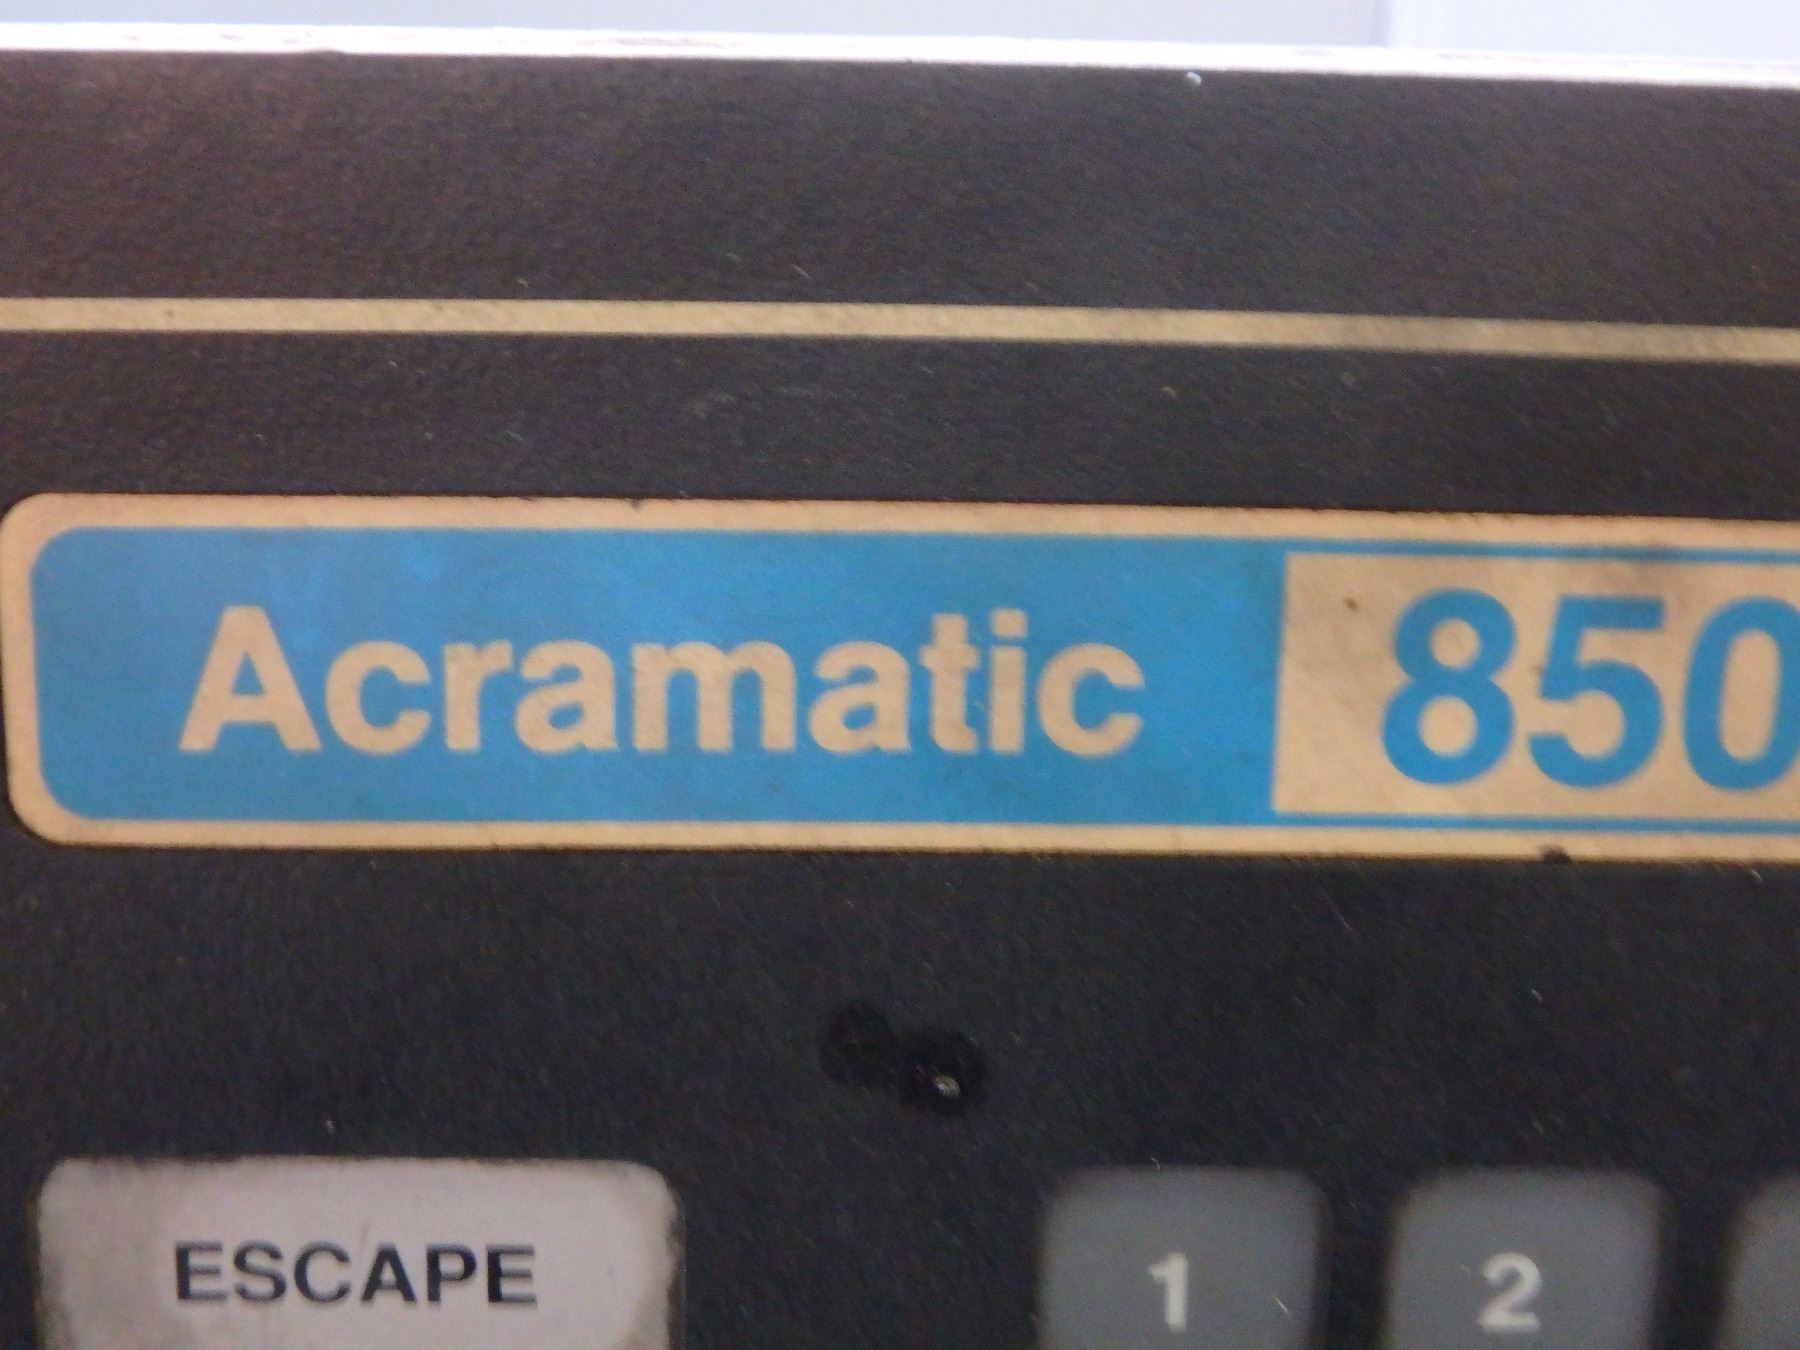 Acramatic 850
ESCAPE 1 2